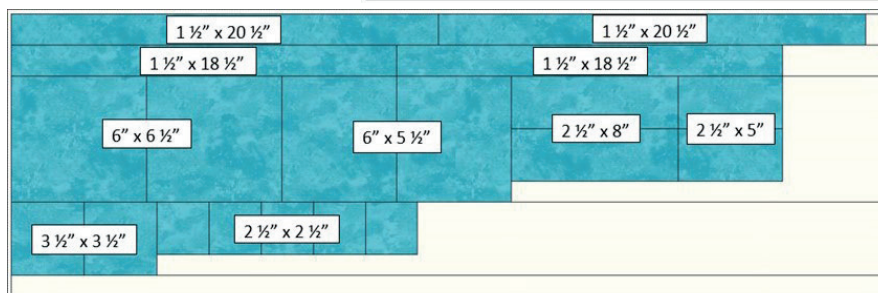 1 ½” x 20 ½”
1 ½” x 20 ½”
1 ½” x 18 ½”
1 ½” x 18 ½”
6” x 6 ½”
6” x 5 ½”
2 ½” x 8”
2 ½” x 5”
3 ½” x 3 ½”
2 ½” x 2 ½”